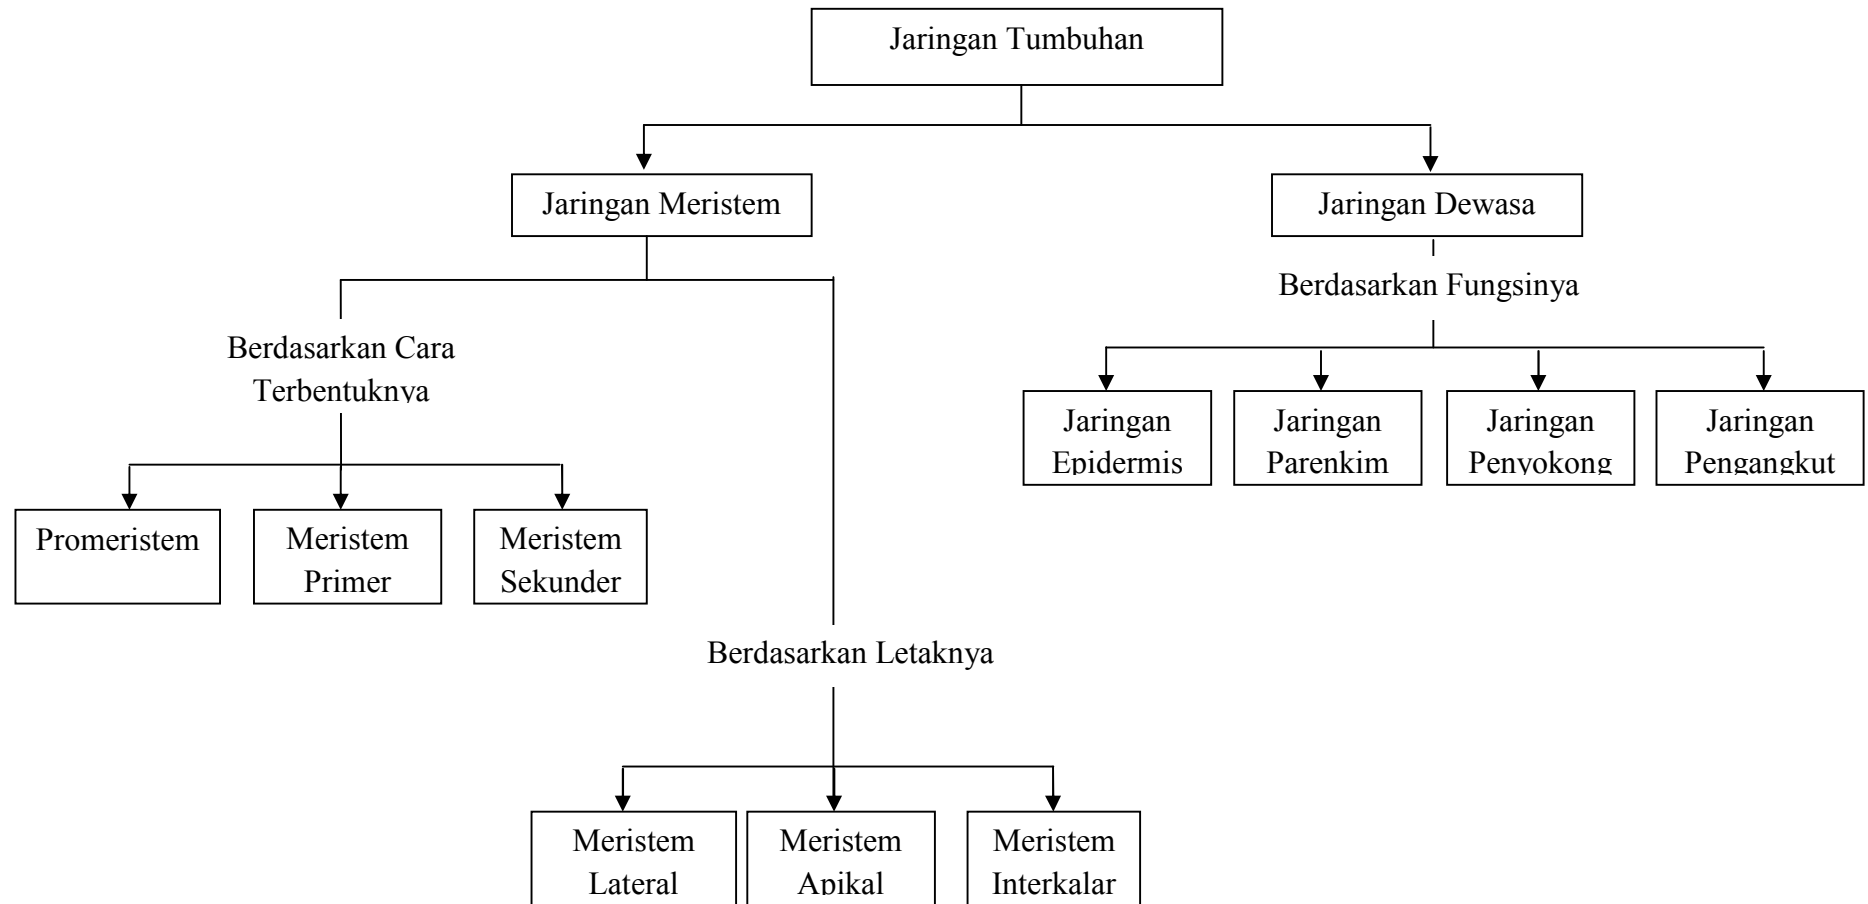 Jaringan Tumbuhan
Jaringan Meristem
Jaringan Dewasa
Berdasarkan Fungsinya
Berdasarkan Cara
Terbentuknya
Jaringan
Epidermis
Jaringan
Parenkim
Jaringan
Penyokong
Jaringan
Pengangkut
Promeristem
Meristem
Primer
Meristem
Sekunder
Berdasarkan Letaknya
Meristem
Lateral
Meristem
Apikal
Meristem
Interkalar